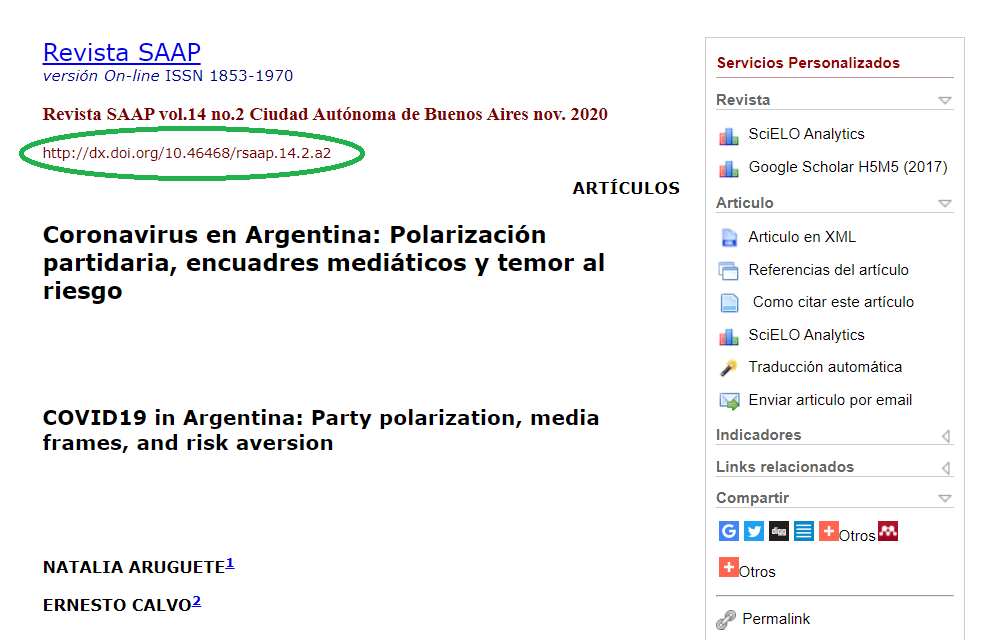 Revista SAAP
versión On-line ISSN 1853-1970
Revista SAAP vol.14 no.2 Ciudad Autónoma de Buenos Aires nov. 2020
http://dx.doi.org/10.46468/rsaap.14.2.a2
ARTÍCULOS
Coronavirus en Argentina: Polarización
partidaria, encuadres mediáticos y temor al
riesgo
COVID19 in Argentina: Party polarization, media
frames, and risk aversion
NATALIA ARUGUETE1
ERNESTO CALVO2
Servicios Personalizados
Revista
SciELO Analytics
Google Scholar H5M5 (2017)
Articulo
Articulo en XML
Referencias del artículo
Como citar este artículo
SciELO Analytics
Traducción automática
Enviar articulo por email
Indicadores
Links relacionados
Compartir
G digg Otros
Otros
Permalink